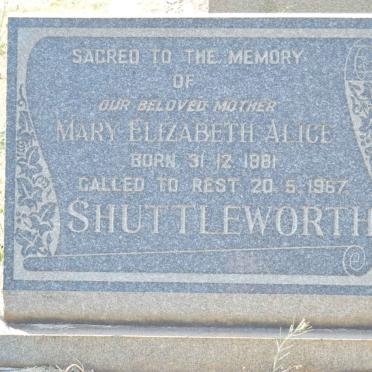 SACRED TO THE MEMORY
OF
OUR BELOVED MOTHER
MARY ELIZABETH ALICE
BORN 31 12 1881
CALLED TO REST 20.5.1967
SHUTTLEWORTH